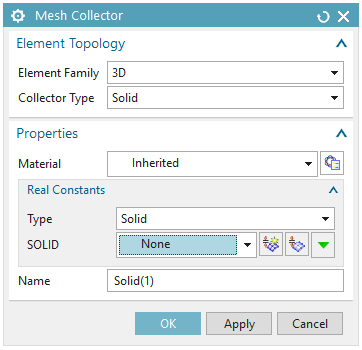 Mesh Collector
Element Topology
Element Family 3D
Collector Type Solid
Properties
Material Inherited
Real Constants
Type Solid
SOLID None
Name Solid(1)
OK Apply Cancel